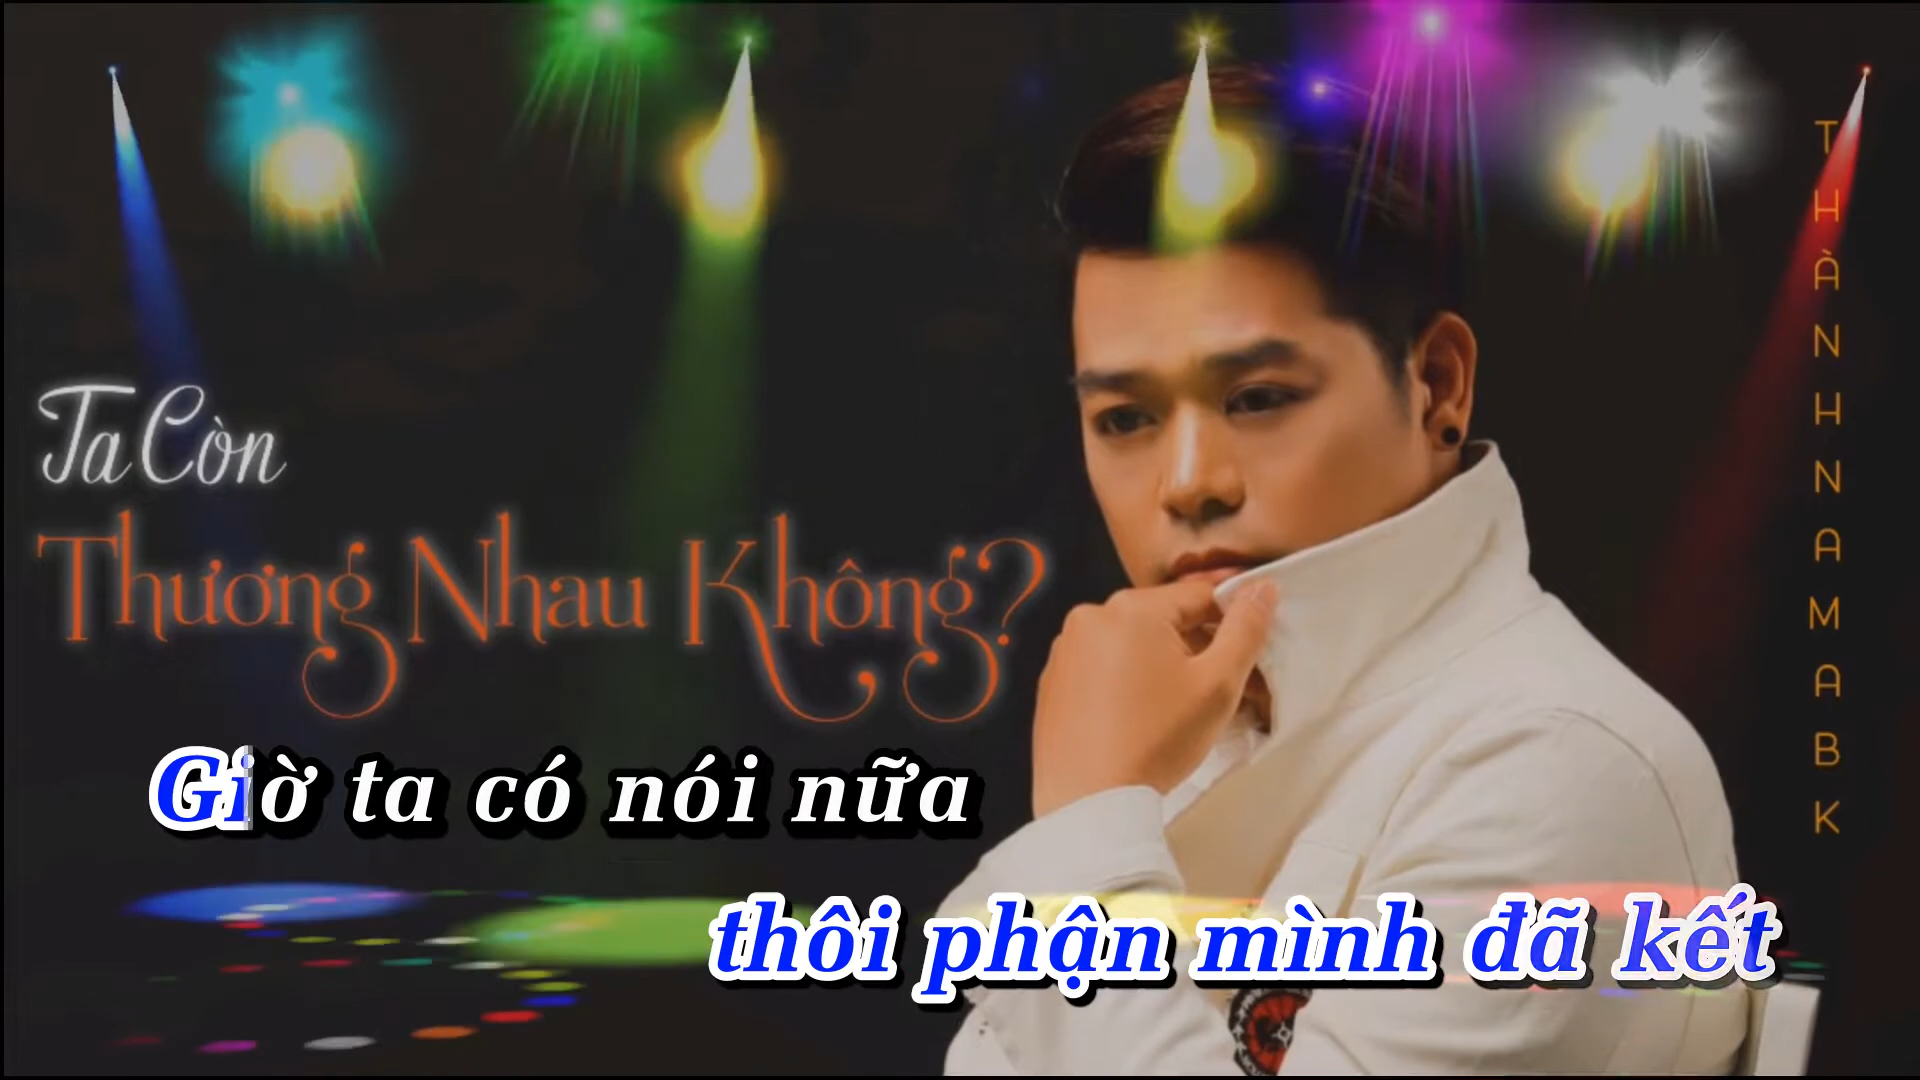 Ta Còn
Thương Nhau Không?
Giờ ta có nói nữa
thôi phận mình đã kết
THÀNHNAMABK